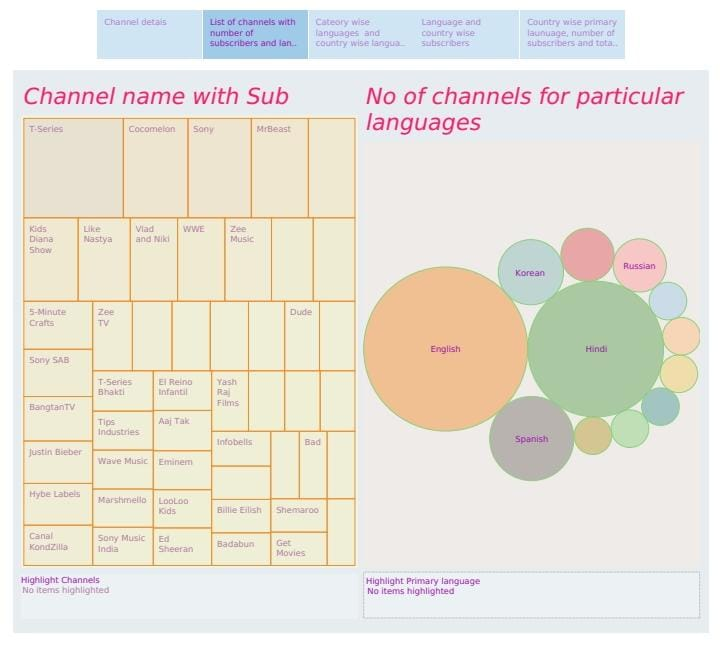 Channel detais
List of channels with
number of
subscribers and lan..
Cateory wise
languages and
country wise langua..
Language and
country wise
subscribers
Country wise primary
launuage, number of
subscribers and tota..
Channel name with Sub
No of channels for particular
languages
T-Series
Cocomelon
Sony
MrBeast
Kids
Diana
Show
Like
Nastya
Vlad
and Niki
WWE
Zee
Music
5-Minute
Crafts
Zee
TV
Dude
Sony SAB
T-Series
Bhakti
El Reino
Infantil
Yash
Raj
Films
BangtanTV
Tips
Industries
Aaj Tak
Infobells
Bad
Justin Bieber
Wave Music
Eminem
Hybe Labels
Marshmello
LooLoo
Kids
Billie Eilish
Shemaroo
Canal
KondZilla
Sony Music
India
Ed
Sheeran
Badabun
Get
Movies
Korean
Russian
English
Hindi
Spanish
Highlight Channels
No items highlighted
Highlight Primary language
No items highlighted